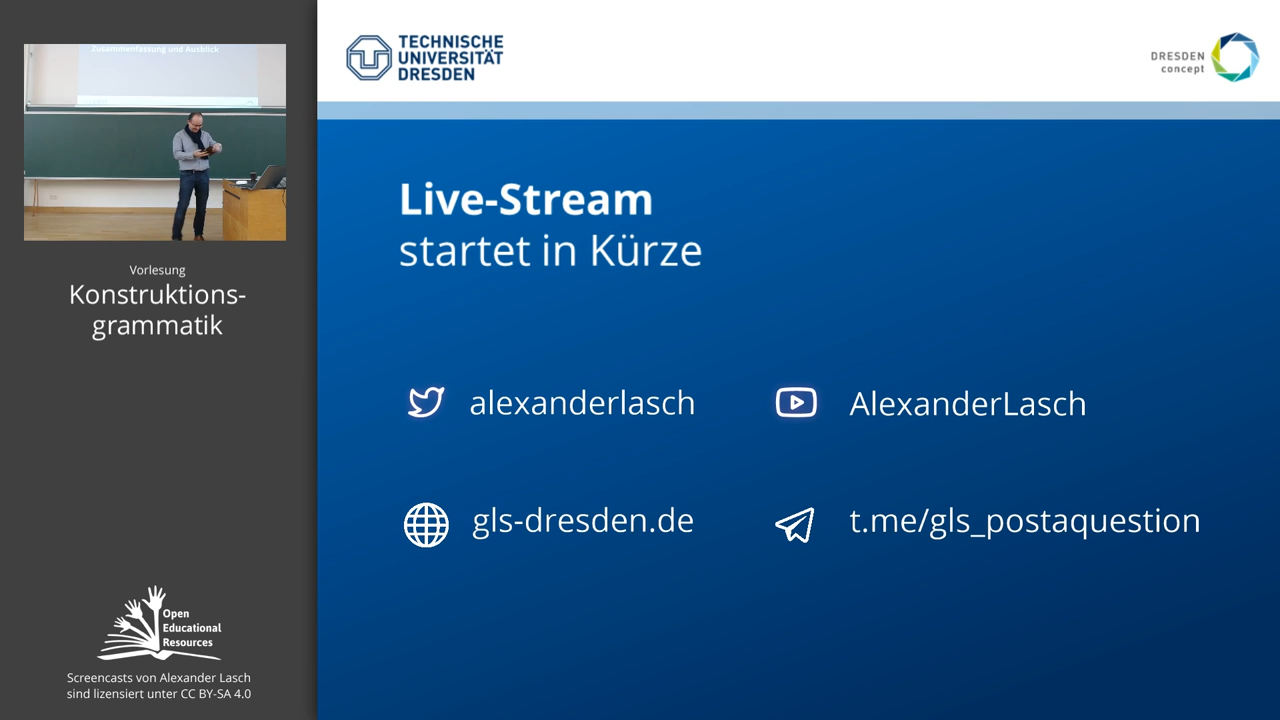 Zusammenfassung und Ausblick
Vorlesung
Konstruktions-
grammatik
Open
Educational
Resources
Screencasts von Alexander Lasch
sind lizensiert unter CC BY-SA 4.0
TECHNISCHE
UNIVERSITÄT
DRESDEN
DRESDEN
concept
Live-Stream
startet in Kürze
alexanderlasch
AlexanderLasch
gls-dresden.de
t.me/gls_postaquestion